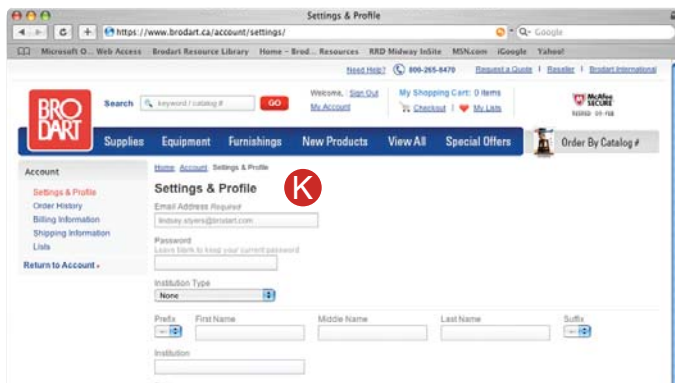 Settings & Profile
https://www.brodart.ca/account/settings/
Q- Google
Microsoft O... Web Access Brodart Resource Library Home - Brod... Resources RRD Midway InSite MSN.com iGoogle Yahoo!
Need Help? 800-265-8470 Request a Quote | Reseller | Brodart International
BRO
DART
Search keyword / catalog # GO
Welcome, : Sign Out
My Account
My Shopping Cart: 0 items
Checkout | My Lists
McAfee
SECURE
Supplies Equipment Furnishings New Products View All Special Offers Order By Catalog #
Account
Settings & Profile
Order History
Billing Information
Shipping Information
Lists
Return to Account
Home Account Settings & Profile
Settings & Profile
K
Email Address Required
Password
Leave blank to keep your current password
Institution Type
None
Prefix First Name Middle Name Last Name Suffix
Institution